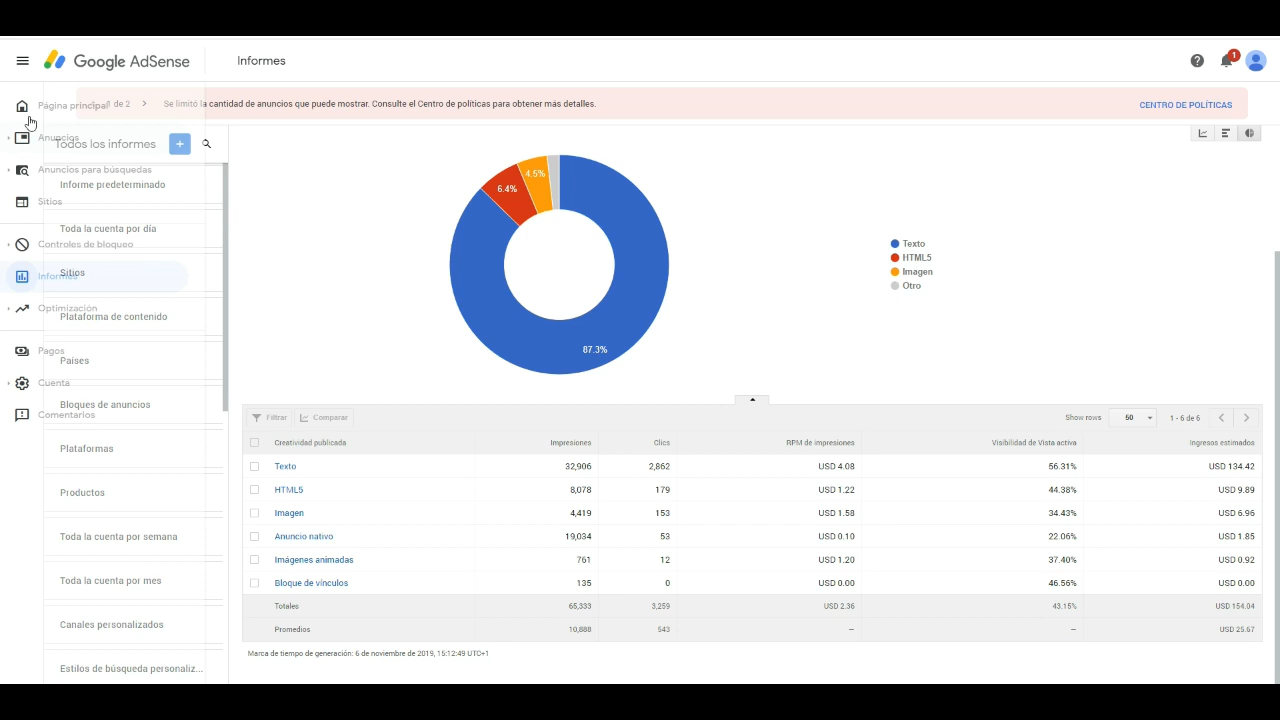 Google AdSense
Informes
1
Página principal
1 de 2
Se limitó la cantidad de anuncios que puede mostrar. Consulte el Centro de políticas para obtener más detalles.
CENTRO DE POLÍTICAS
Anuncios
Todos los informes
+
Anuncios para búsquedas
Informe predeterminado
Sitios
Toda la cuenta por día
Controles de bloqueo
Sitios
Informes
Optimización
Plataforma de contenido
Pagos
Países
Cuenta
Bloques de anuncios
Comentarios
Plataformas
Productos
Toda la cuenta por semana
Toda la cuenta por mes
Canales personalizados
Estilos de búsqueda personaliz...
6.4%
4.5%
87.3%
Texto
HTML5
Imagen
Otro
Filtrar
Comparar
Show rows
50
1 - 6 de 6
Creatividad publicada Impresiones Clics RPM de impresiones Visibilidad de Vista activa Ingresos estimados
Texto 32,906 2,862 USD 4.08 56.31% USD 134.42
HTML5 8,078 179 USD 1.22 44.38% USD 9.89
Imagen 4,419 153 USD 1.58 34.43% USD 6.96
Anuncio nativo 19,034 53 USD 0.10 22.06% USD 1.85
Imágenes animadas 761 12 USD 1.20 37.40% USD 0.92
Bloque de vínculos 135 0 USD 0.00 46.56% USD 0.00
Totales 65,333 3,259 USD 2.36 43.15% USD 154.04
Promedios 10,888 543 — — USD 25.67
Marca de tiempo de generación: 6 de noviembre de 2019, 15:12:49 UTC+1